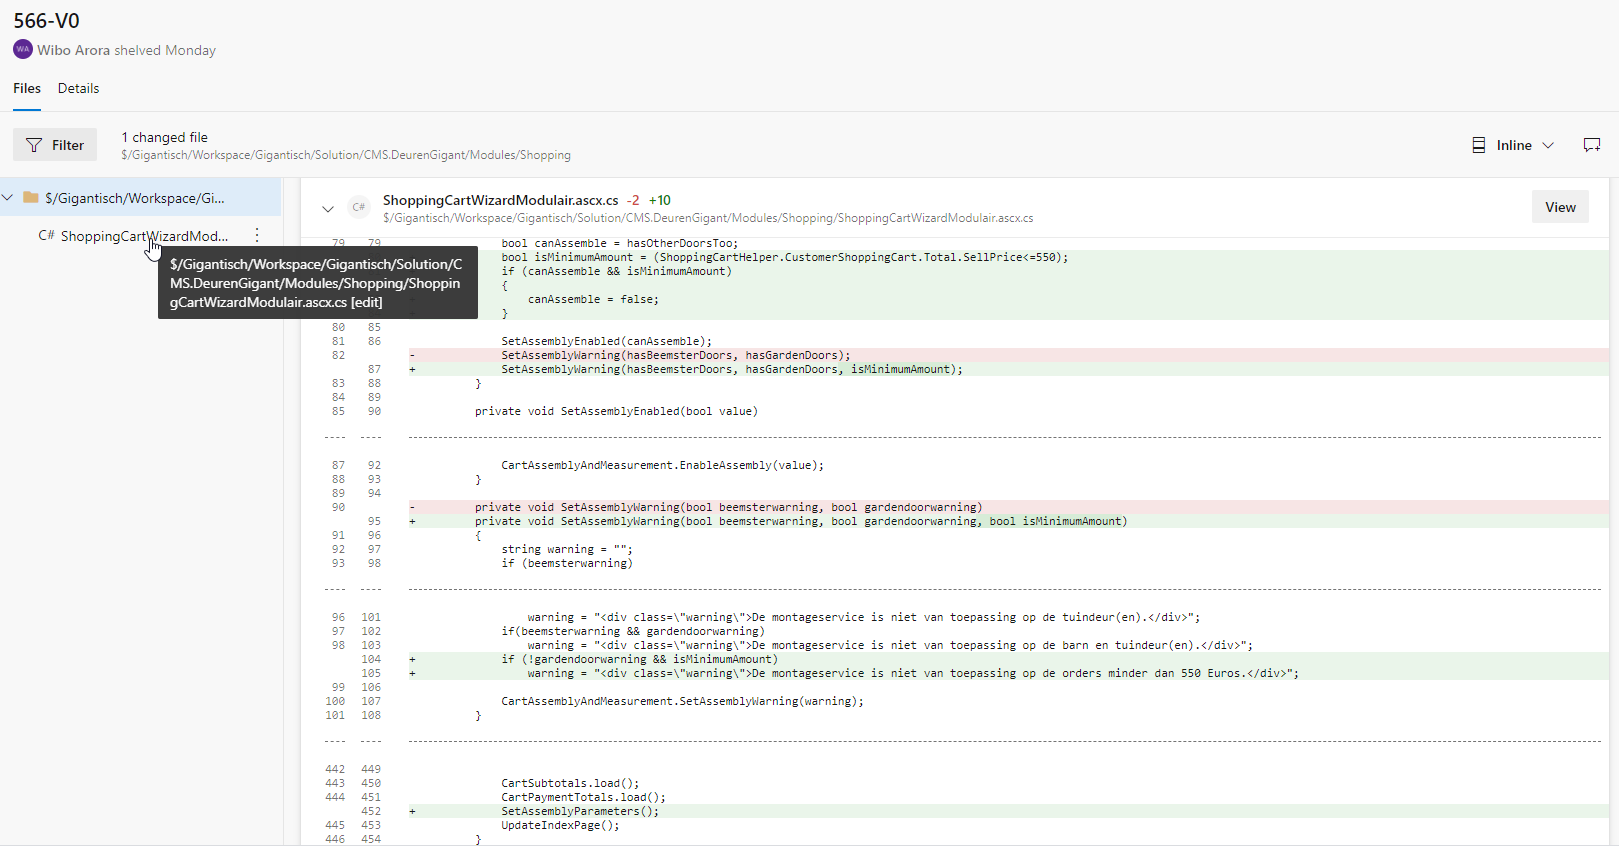 566-V0
WA Wibo Arora shelved Monday
Files Details
Filter
1 changed file
$/Gigantisch/Workspace/Gigantisch/Solution/CMS.DeurenGigant/Modules/Shopping
Inline
$/Gigantisch/Workspace/Gi...
C# ShoppingCartWizardMod...
$/Gigantisch/Workspace/Gigantisch/Solution/C
MS.DeurenGigant/Modules/Shopping/Shoppin
gCartWizardModulair.ascx.cs [edit]
C# ShoppingCartWizardModulair.ascx.cs -2 +10
$/Gigantisch/Workspace/Gigantisch/Solution/CMS.DeurenGigant/Modules/Shopping/ShoppingCartWizardModulair.ascx.cs
View
79 79 bool canAssemble = hasOtherDoorsToo;
bool isMinimumAmount = (ShoppingCartHelper.CustomerShoppingCart.Total.SellPrice<=550);
if (canAssemble && isMinimumAmount)
{
canAssemble = false;
}
80 85
81 86 SetAssemblyEnabled(canAssemble);
82 - SetAssemblyWarning(hasBeemsterDoors, hasGardenDoors);
87 + SetAssemblyWarning(hasBeemsterDoors, hasGardenDoors, isMinimumAmount);
83 88 }
84 89
85 90 private void SetAssemblyEnabled(bool value)
---- ----
87 92 CartAssemblyAndMeasurement.EnableAssembly(value);
88 93 }
89 94
90 - private void SetAssemblyWarning(bool beemsterwarning, bool gardendoorwarning)
95 + private void SetAssemblyWarning(bool beemsterwarning, bool gardendoorwarning, bool isMinimumAmount)
91 96 {
92 97 string warning = "";
93 98 if (beemsterwarning)
---- ----
96 101 warning = "<div class=\"warning\">De montageservice is niet van toepassing op de tuindeur(en).</div>";
97 102 if(beemsterwarning && gardendoorwarning)
98 103 warning = "<div class=\"warning\">De montageservice is niet van toepassing op de barn en tuindeur(en).</div>";
104 + if (!gardendoorwarning && isMinimumAmount)
105 + warning = "<div class=\"warning\">De montageservice is niet van toepassing op de orders minder dan 550 Euros.</div>";
99 106
100 107 CartAssemblyAndMeasurement.SetAssemblyWarning(warning);
101 108 }
---- ----
442 449
443 450 CartSubtotals.load();
444 451 CartPaymentTotals.load();
452 + SetAssemblyParameters();
445 453 UpdateIndexPage();
446 454 }